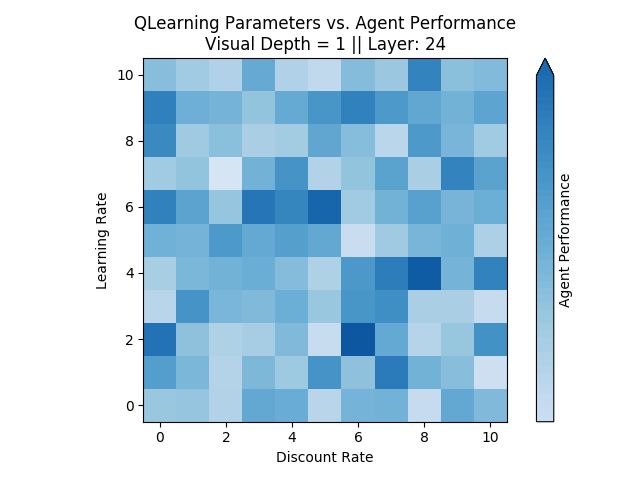 QLearning Parameters vs. Agent Performance
Visual Depth = 1 || Layer: 24
10
8
6
4
2
0
Learning Rate
0 2 4 6 8 10
Discount Rate
Agent Performance